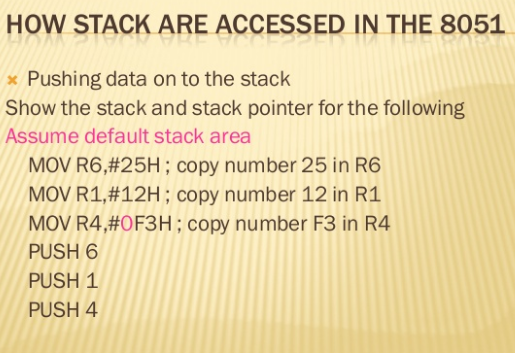 HOW STACK ARE ACCESSED IN THE 8051
Pushing data on to the stack
Show the stack and stack pointer for the following
Assume default stack area
MOV R6,#25H ; copy number 25 in R6
MOV R1,#12H ; copy number 12 in R1
MOV R4,#0F3H ; copy number F3 in R4
PUSH 6
PUSH 1
PUSH 4